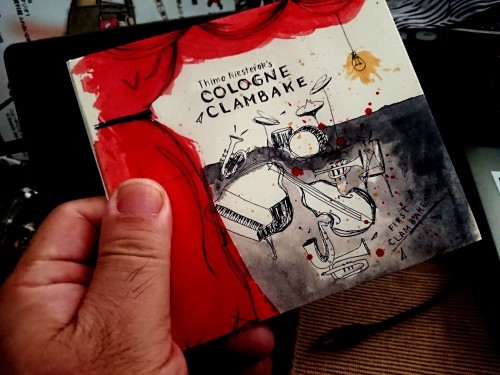 Thimo Niesterok's
COLOGNE
CLAMBAKE
FIRST
CLAMBAKE